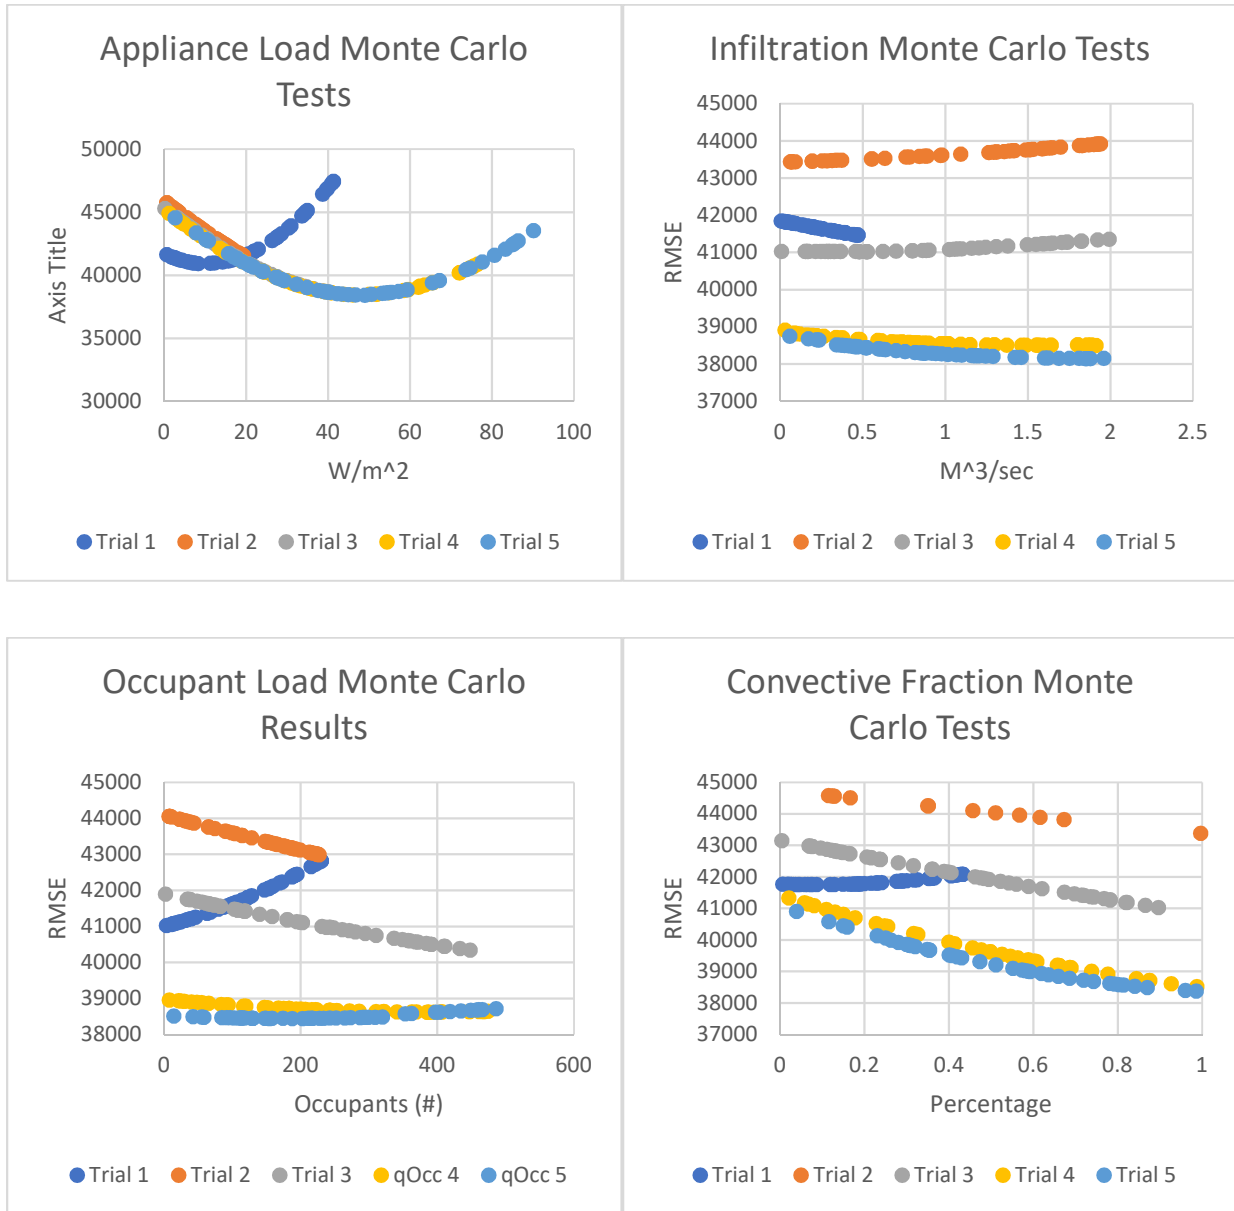 Appliance Load Monte Carlo
Tests
50000
45000
40000
35000
30000
Axis Title
0 20 40 60 80 100
W/m^2
Trial 1 Trial 2 Trial 3 Trial 4 Trial 5
Infiltration Monte Carlo Tests
45000
44000
43000
42000
41000
40000
39000
38000
37000
RMSE
0 0.5 1 1.5 2 2.5
M^3/sec
Trial 1 Trial 2 Trial 3 Trial 4 Trial 5
Occupant Load Monte Carlo
Results
45000
44000
43000
42000
41000
40000
39000
38000
RMSE
0 200 400 600
Occupants (#)
Trial 1 Trial 2 Trial 3 qOcc 4 qOcc 5
Convective Fraction Monte
Carlo Tests
45000
44000
43000
42000
41000
40000
39000
38000
37000
RMSE
0 0.2 0.4 0.6 0.8 1
Percentage
Trial 1 Trial 2 Trial 3 Trial 4 Trial 5